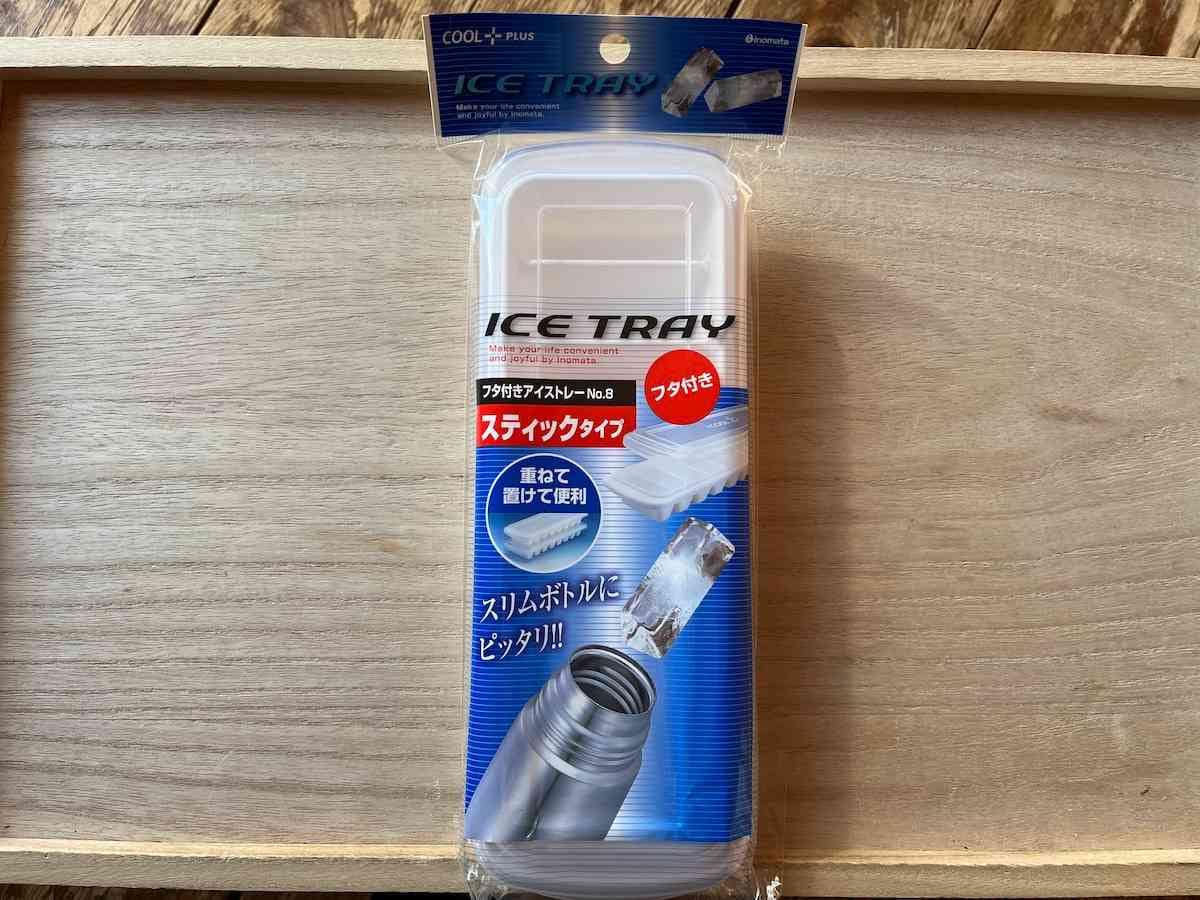 COOL PLUS
inomata
ICE TRAY
Make your life convenient
and joyful by inomata.
ICE TRAY
Make your life convenient
and joyful by inomata.
フタ付き
フタ付きアイストレーNo.8
スティックタイプ
重ねて
置けて便利
スリムボトルに
ピッタリ!!